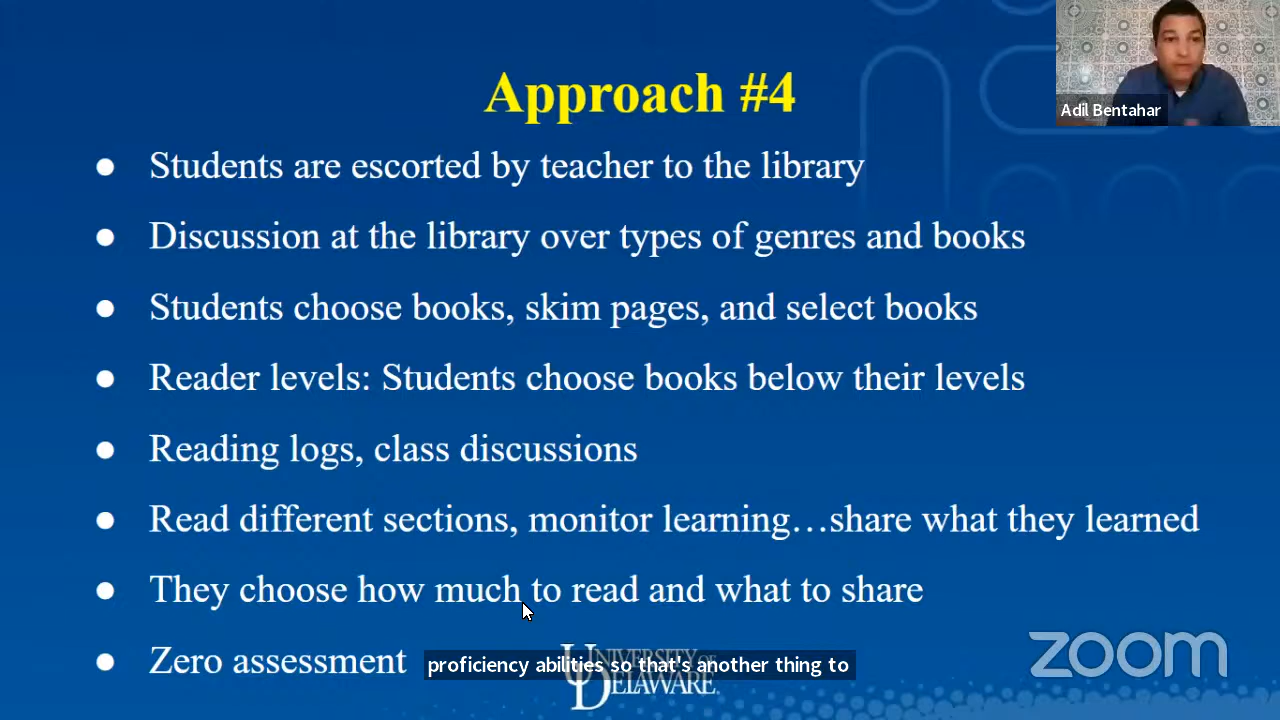 Approach #4
Adil Bentahar
● Students are escorted by teacher to the library
● Discussion at the library over types of genres and books
● Students choose books, skim pages, and select books
● Reader levels: Students choose books below their levels
● Reading logs, class discussions
● Read different sections, monitor learning…share what they learned
● They choose how much to read and what to share
● Zero assessment
proficiency abilities so that's another thing to
UNIVERSITY OF
DELAWARE
zoom